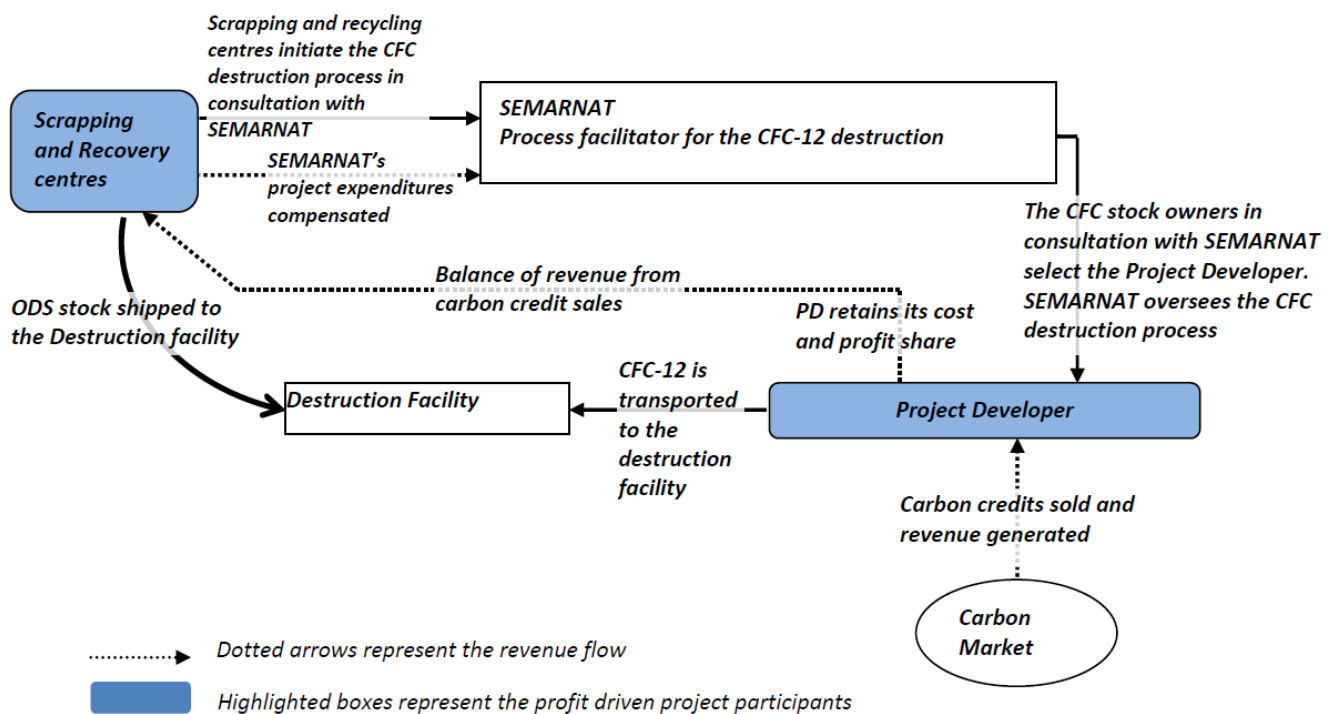 Scrapping and recycling
centres initiate the CFC
destruction process in
consultation with
SEMARNAT
Scrapping
and Recovery
centres
SEMARNAT
Process facilitator for the CFC-12 destruction
SEMARNAT’s
project expenditures
compensated
The CFC stock owners in
consultation with SEMARNAT
select the Project Developer.
SEMARNAT oversees the CFC
destruction process
Balance of revenue from
carbon credit sales
ODS stock shipped to
the Destruction facility
PD retains its cost
and profit share
CFC-12 is
transported
to the
destruction
facility
Destruction Facility
Project Developer
Carbon credits sold and
revenue generated
Carbon
Market
Dotted arrows represent the revenue flow
Highlighted boxes represent the profit driven project participants